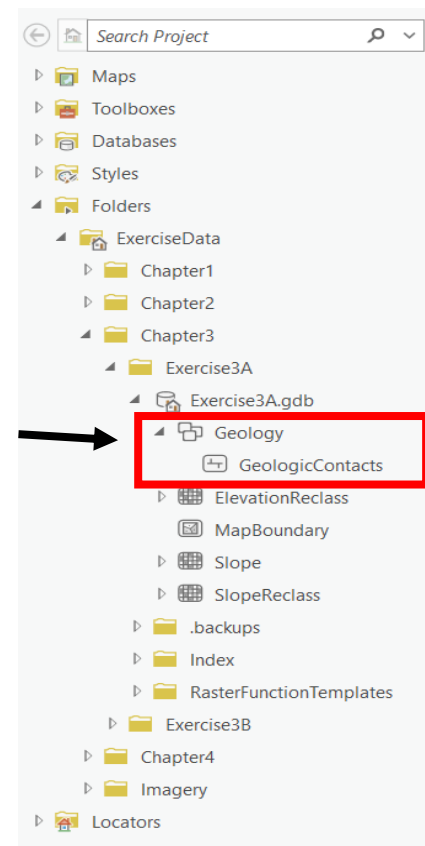 Search Project
Maps
Toolboxes
Databases
Styles
Folders
ExerciseData
Chapter1
Chapter2
Chapter3
Exercise3A
Exercise3A.gdb
Geology
GeologicContacts
ElevationReclass
MapBoundary
Slope
SlopeReclass
.backups
Index
RasterFunctionTemplates
Exercise3B
Chapter4
Imagery
Locators